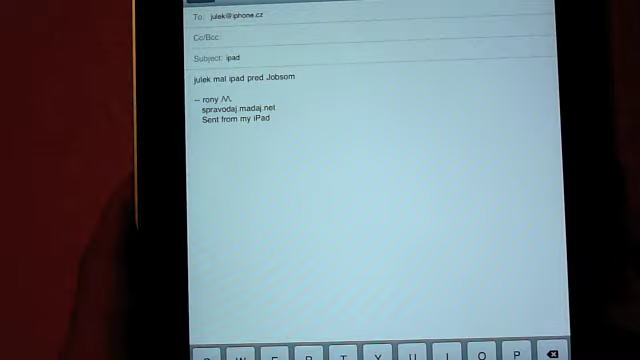 To: julek@iphone.cz
Cc/Bcc:
Subject: ipad
julek mal ipad pred Jobsom
-- rony /\/\.
spravodaj.madaj.net
Sent from my iPad
Q W E R T Y U I O P